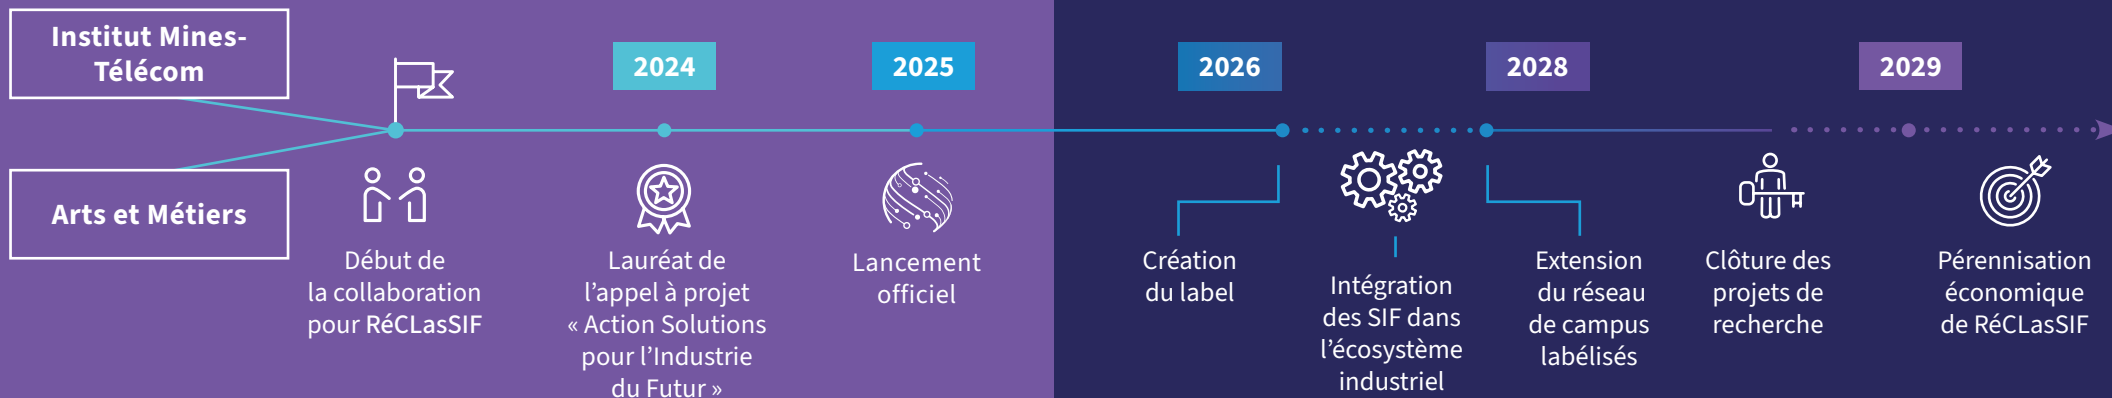 Institut Mines-
Télécom
Arts et Métiers
2024
2025
2026
2028
2029
Début de
la collaboration
pour RéCLasSIF
Lauréat de
l’appel à projet
« Action Solutions
pour l’Industrie
du Futur »
Lancement
officiel
Création
du label
Intégration
des SIF dans
l’écosystème
industriel
Extension
du réseau
de campus
labélisés
Clôture des
projets de
recherche
Pérennisation
économique
de RéCLasSIF